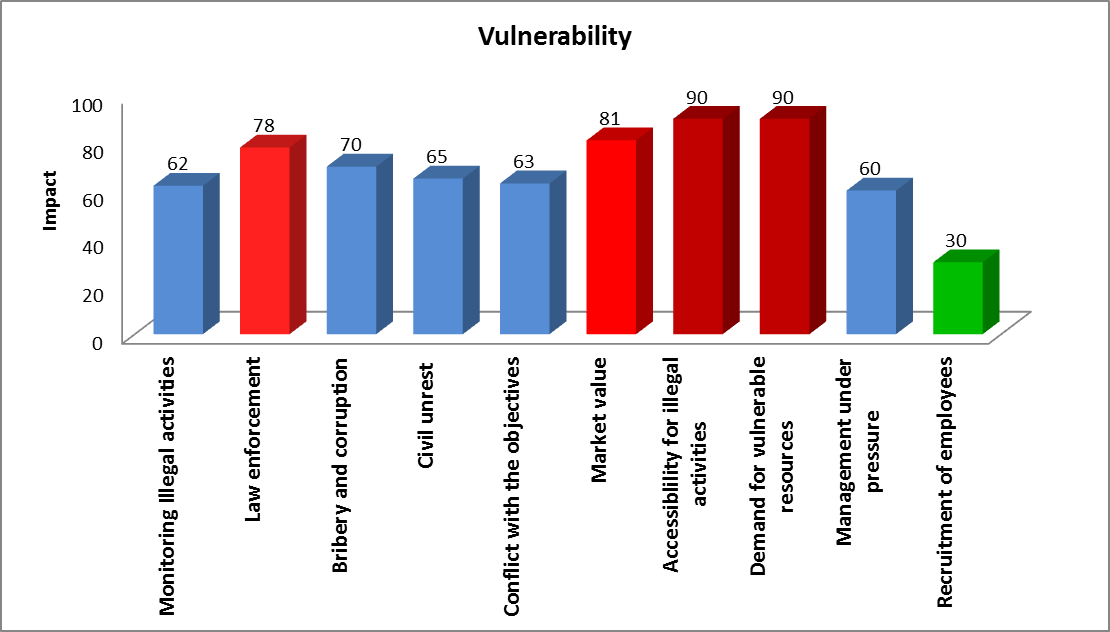 Vulnerability
Impact
100
80
60
40
20
0
62
78
70
65
63
81
90
90
60
30
Monitoring Illegal activities
Law enforcement
Bribery and corruption
Civil unrest
Conflict with the objectives
Market value
Accessiblility for illegal
activities
Demand for vulnerable
resources
Management under
pressure
Recruitment of employees